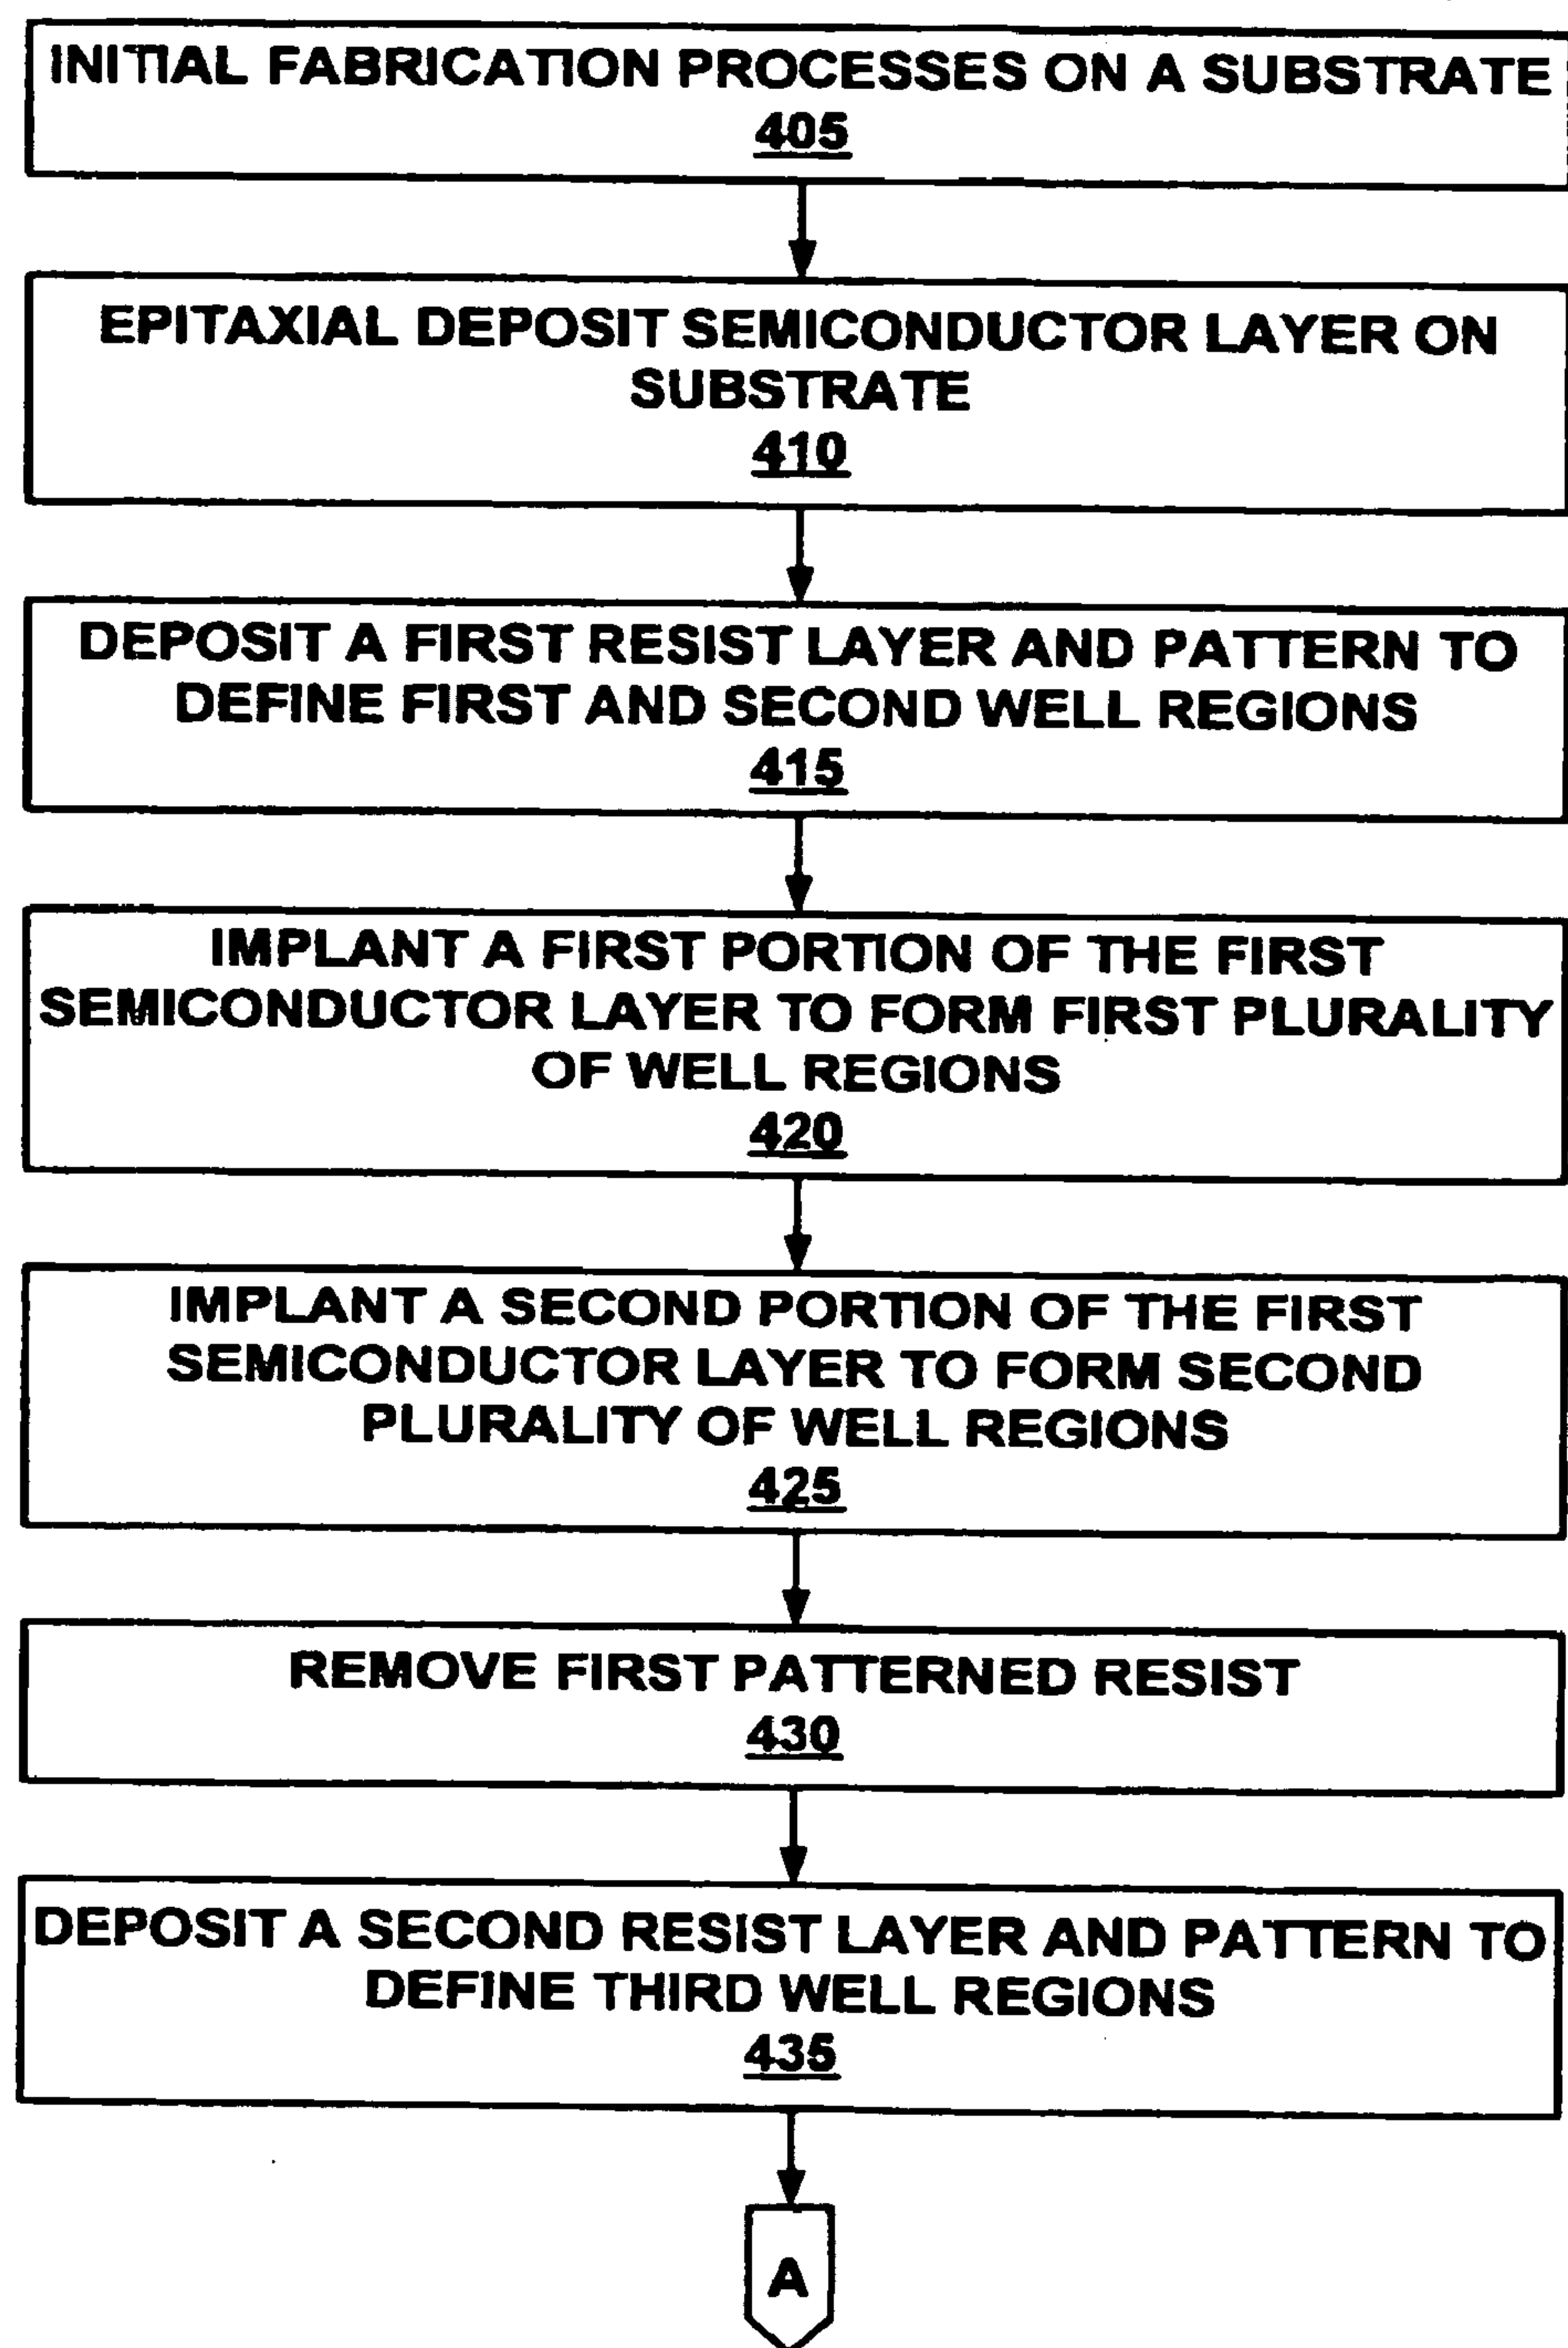 INITIAL FABRICATION PROCESSES ON A SUBSTRATE
405
EPITAXIAL DEPOSIT SEMICONDUCTOR LAYER ON
SUBSTRATE
410
DEPOSIT A FIRST RESIST LAYER AND PATTERN TO
DEFINE FIRST AND SECOND WELL REGIONS
415
IMPLANT A FIRST PORTION OF THE FIRST
SEMICONDUCTOR LAYER TO FORM FIRST PLURALITY
OF WELL REGIONS
420
IMPLANT A SECOND PORTION OF THE FIRST
SEMICONDUCTOR LAYER TO FORM SECOND
PLURALITY OF WELL REGIONS
425
REMOVE FIRST PATTERNED RESIST
430
DEPOSIT A SECOND RESIST LAYER AND PATTERN TO
DEFINE THIRD WELL REGIONS
435
A